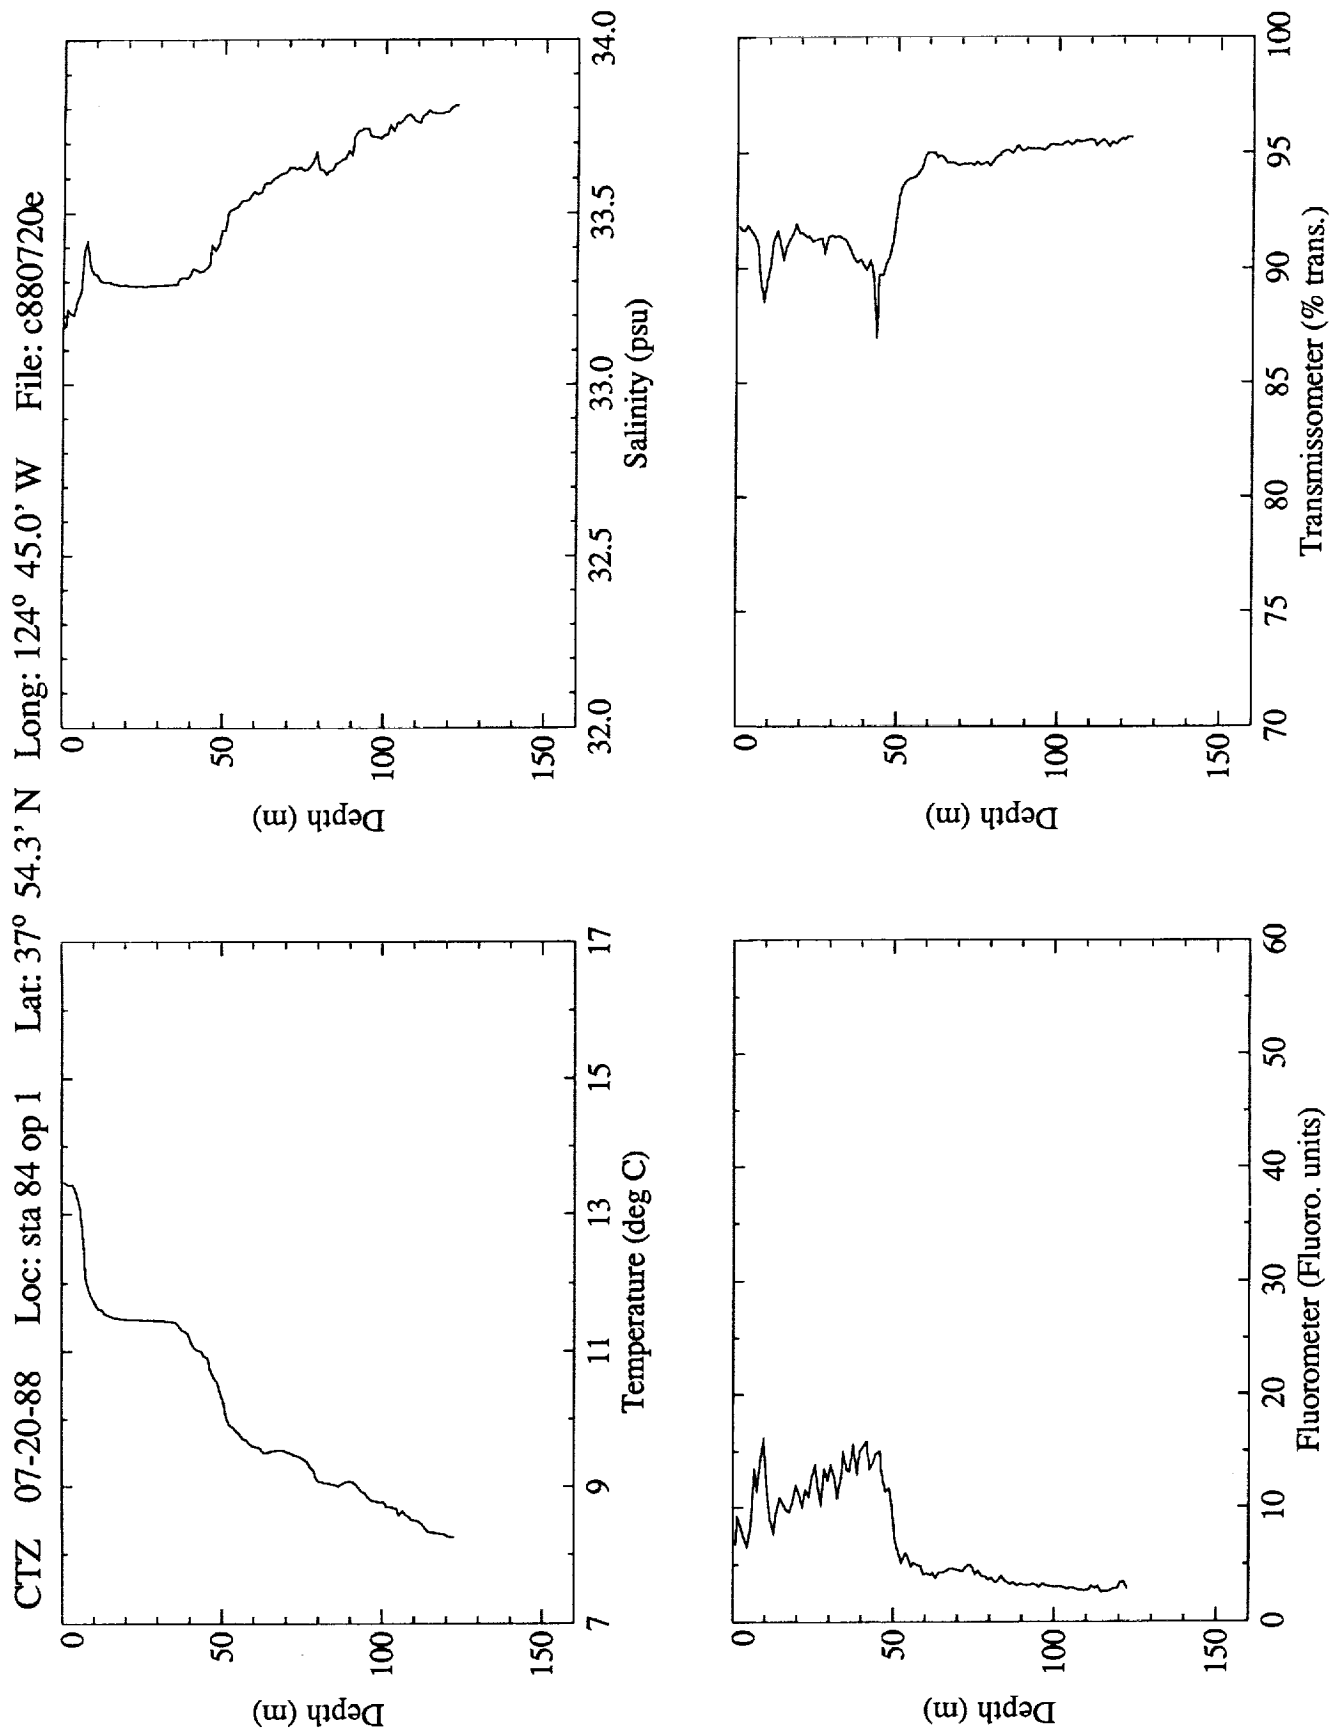 CTZ 07-20-88 Loc: sta 84 op 1 Lat: 37° 54.3' N Long: 124° 45.0' W File: c880720e
0
50
100
150
Depth (m)
7 9 11 13 15 17
Temperature (deg C)
0
50
100
150
Depth (m)
32.0 32.5 33.0 33.5 34.0
Salinity (psu)
0
50
100
150
Depth (m)
0 10 20 30 40 50 60
Fluorometer (Fluoro. units)
0
50
100
150
Depth (m)
70 75 80 85 90 95 100
Transmissometer (% trans.)